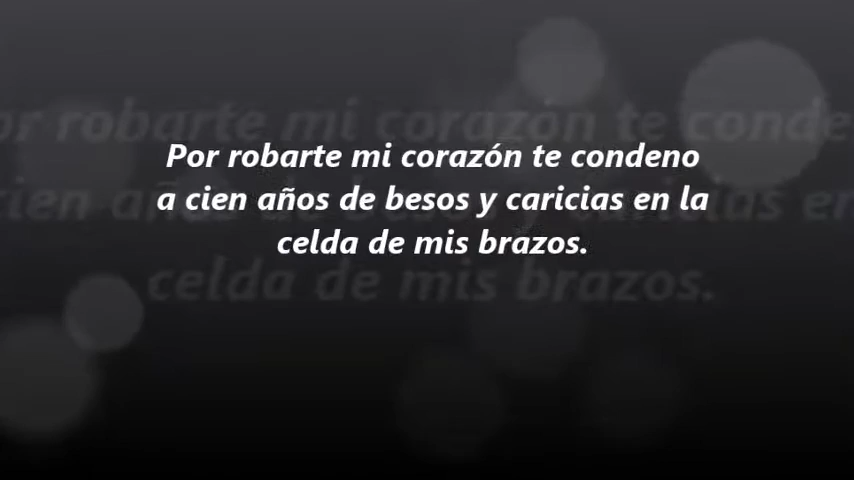 Por robarte mi corazón te condeno
a cien años de besos y caricias en la
celda de mis brazos.